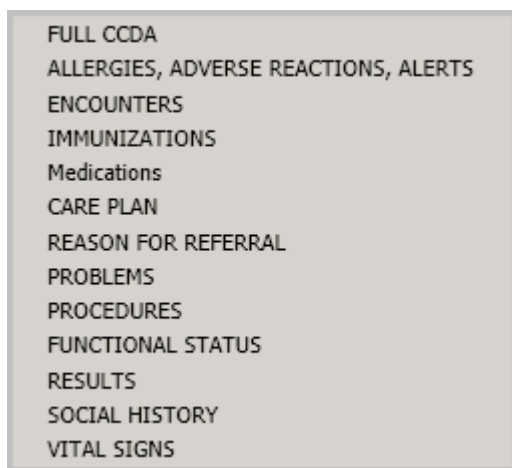 FULL CCDA
ALLERGIES, ADVERSE REACTIONS, ALERTS
ENCOUNTERS
IMMUNIZATIONS
Medications
CARE PLAN
REASON FOR REFERRAL
PROBLEMS
PROCEDURES
FUNCTIONAL STATUS
RESULTS
SOCIAL HISTORY
VITAL SIGNS